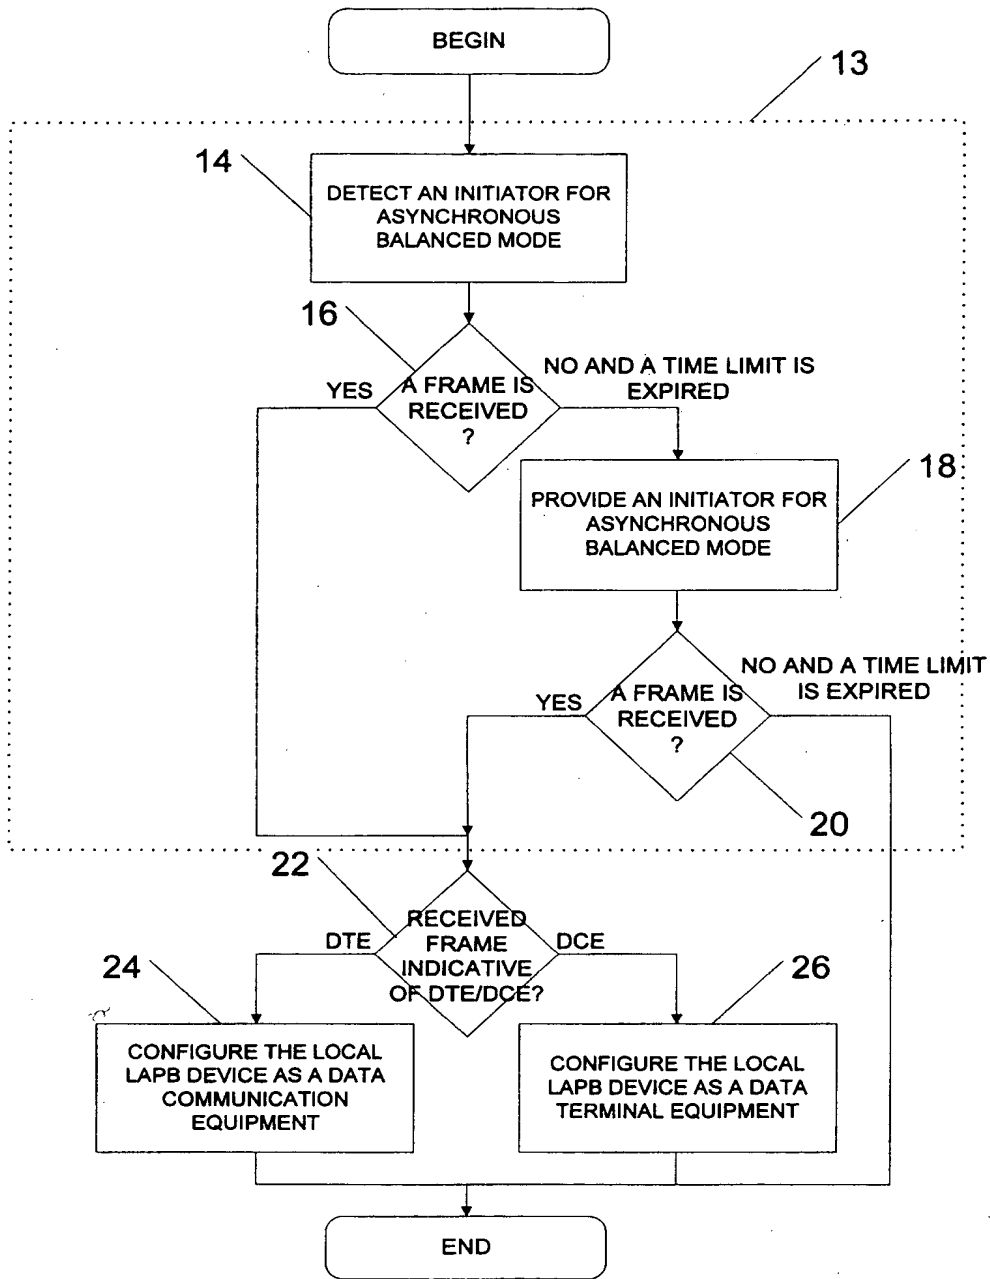 BEGIN
13
14
DETECT AN INITIATOR FOR
ASYNCHRONOUS
BALANCED MODE
16
YES
A FRAME IS
RECEIVED
?
NO AND A TIME LIMIT IS
EXPIRED
18
PROVIDE AN INITIATOR FOR
ASYNCHRONOUS
BALANCED MODE
YES
A FRAME IS
RECEIVED
?
NO AND A TIME LIMIT
IS EXPIRED
20
22
DTE
RECEIVED
FRAME
INDICATIVE
OF DTE/DCE?
DCE
24
CONFIGURE THE LOCAL
LAPB DEVICE AS A DATA
COMMUNICATION
EQUIPMENT
26
CONFIGURE THE LOCAL
LAPB DEVICE AS A DATA
TERMINAL EQUIPMENT
END